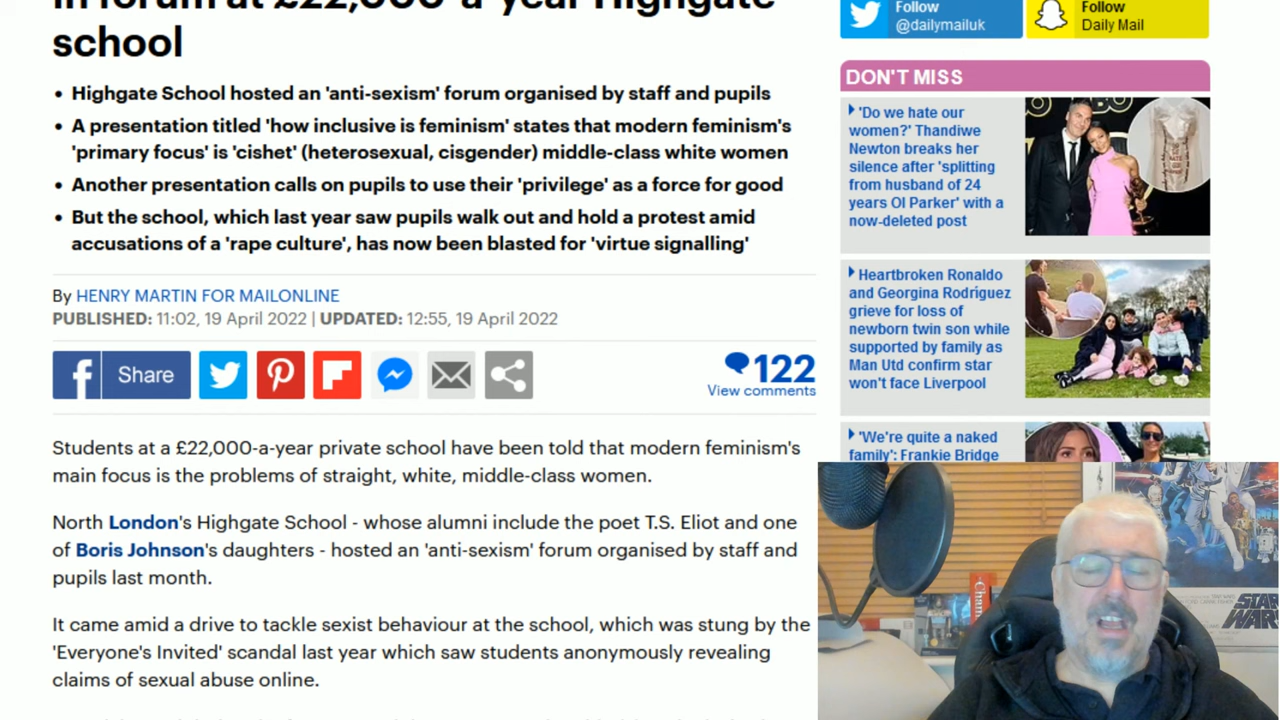 in forum at £22,000-a-year Highgate
school
• Highgate School hosted an 'anti-sexism' forum organised by staff and pupils
• A presentation titled 'how inclusive is feminism' states that modern feminism's
'primary focus' is 'cishet' (heterosexual, cisgender) middle-class white women
• Another presentation calls on pupils to use their 'privilege' as a force for good
• But the school, which last year saw pupils walk out and hold a protest amid
accusations of a 'rape culture', has now been blasted for 'virtue signalling'
By HENRY MARTIN FOR MAILONLINE
PUBLISHED: 11:02, 19 April 2022 | UPDATED: 12:55, 19 April 2022
Share
122
View comments
Students at a £22,000-a-year private school have been told that modern feminism's
main focus is the problems of straight, white, middle-class women.
North London's Highgate School - whose alumni include the poet T.S. Eliot and one
of Boris Johnson's daughters - hosted an 'anti-sexism' forum organised by staff and
pupils last month.
It came amid a drive to tackle sexist behaviour at the school, which was stung by the
'Everyone's Invited' scandal last year which saw students anonymously revealing
claims of sexual abuse online.
Follow
@dailymailuk
Follow
Daily Mail
DON'T MISS
'Do we hate our
women?' Thandiwe
Newton breaks her
silence after 'splitting
from husband of 24
years Ol Parker' with a
now-deleted post
Heartbroken Ronaldo
and Georgina Rodriguez
grieve for loss of
newborn twin son while
supported by family as
Man Utd confirm star
won't face Liverpool
'We're quite a naked
family': Frankie Bridge
STAR
WARS